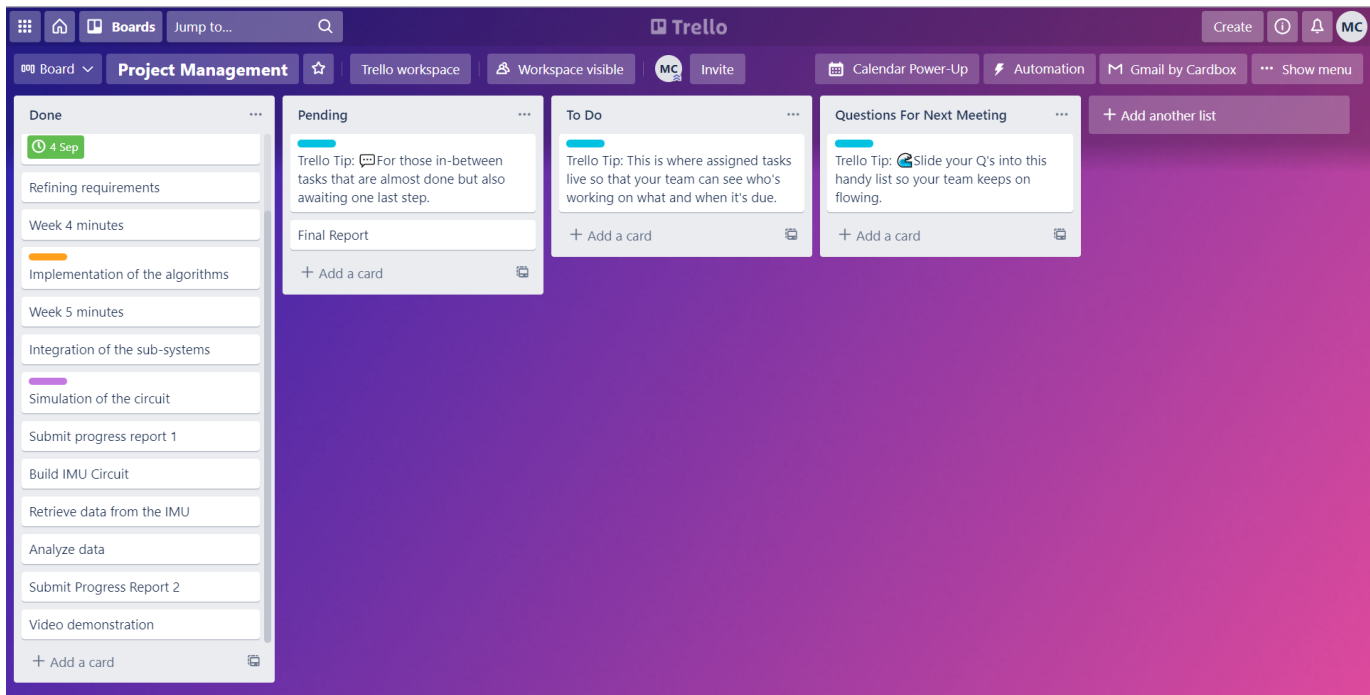 Boards
Jump to...
Trello
Create
MC
Board
Project Management
Trello workspace
Workspace visible
MC
Invite
Calendar Power-Up
Automation
Gmail by Cardbox
Show menu
Done
4 Sep
Refining requirements
Week 4 minutes
Implementation of the algorithms
Week 5 minutes
Integration of the sub-systems
Simulation of the circuit
Submit progress report 1
Build IMU Circuit
Retrieve data from the IMU
Analyze data
Submit Progress Report 2
Video demonstration
+ Add a card
Pending
Trello Tip: 💬For those in-between
tasks that are almost done but also
awaiting one last step.
Final Report
+ Add a card
To Do
Trello Tip: This is where assigned tasks
live so that your team can see who's
working on what and when it's due.
+ Add a card
Questions For Next Meeting
Trello Tip: 🌊Slide your Q's into this
handy list so your team keeps on
flowing.
+ Add a card
+ Add another list